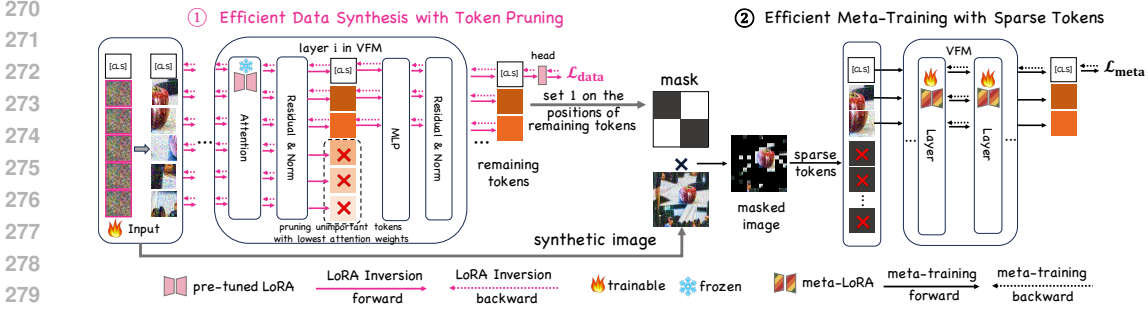 270
271
272
273
274
275
276
277
278
279
① Efficient Data Synthesis with Token Pruning
② Efficient Meta-Training with Sparse Tokens
layer i in VFM
[CLS]
[CLS]
Input
Attention
Residual & Norm
[CLS]
MLP
Residual & Norm
pruning unimportant tokens
with lowest attention weights
...
...
[CLS]
head
ℒdata
remaining
tokens
set 1 on the
positions of
remaining tokens
mask
×
synthetic image
masked
image
sparse
tokens
[CLS]
VFM
Layer
Layer
...
...
[CLS]
ℒmeta
pre-tuned LoRA
LoRA Inversion
forward
LoRA Inversion
backward
trainable
frozen
meta-LoRA
meta-training
forward
meta-training
backward